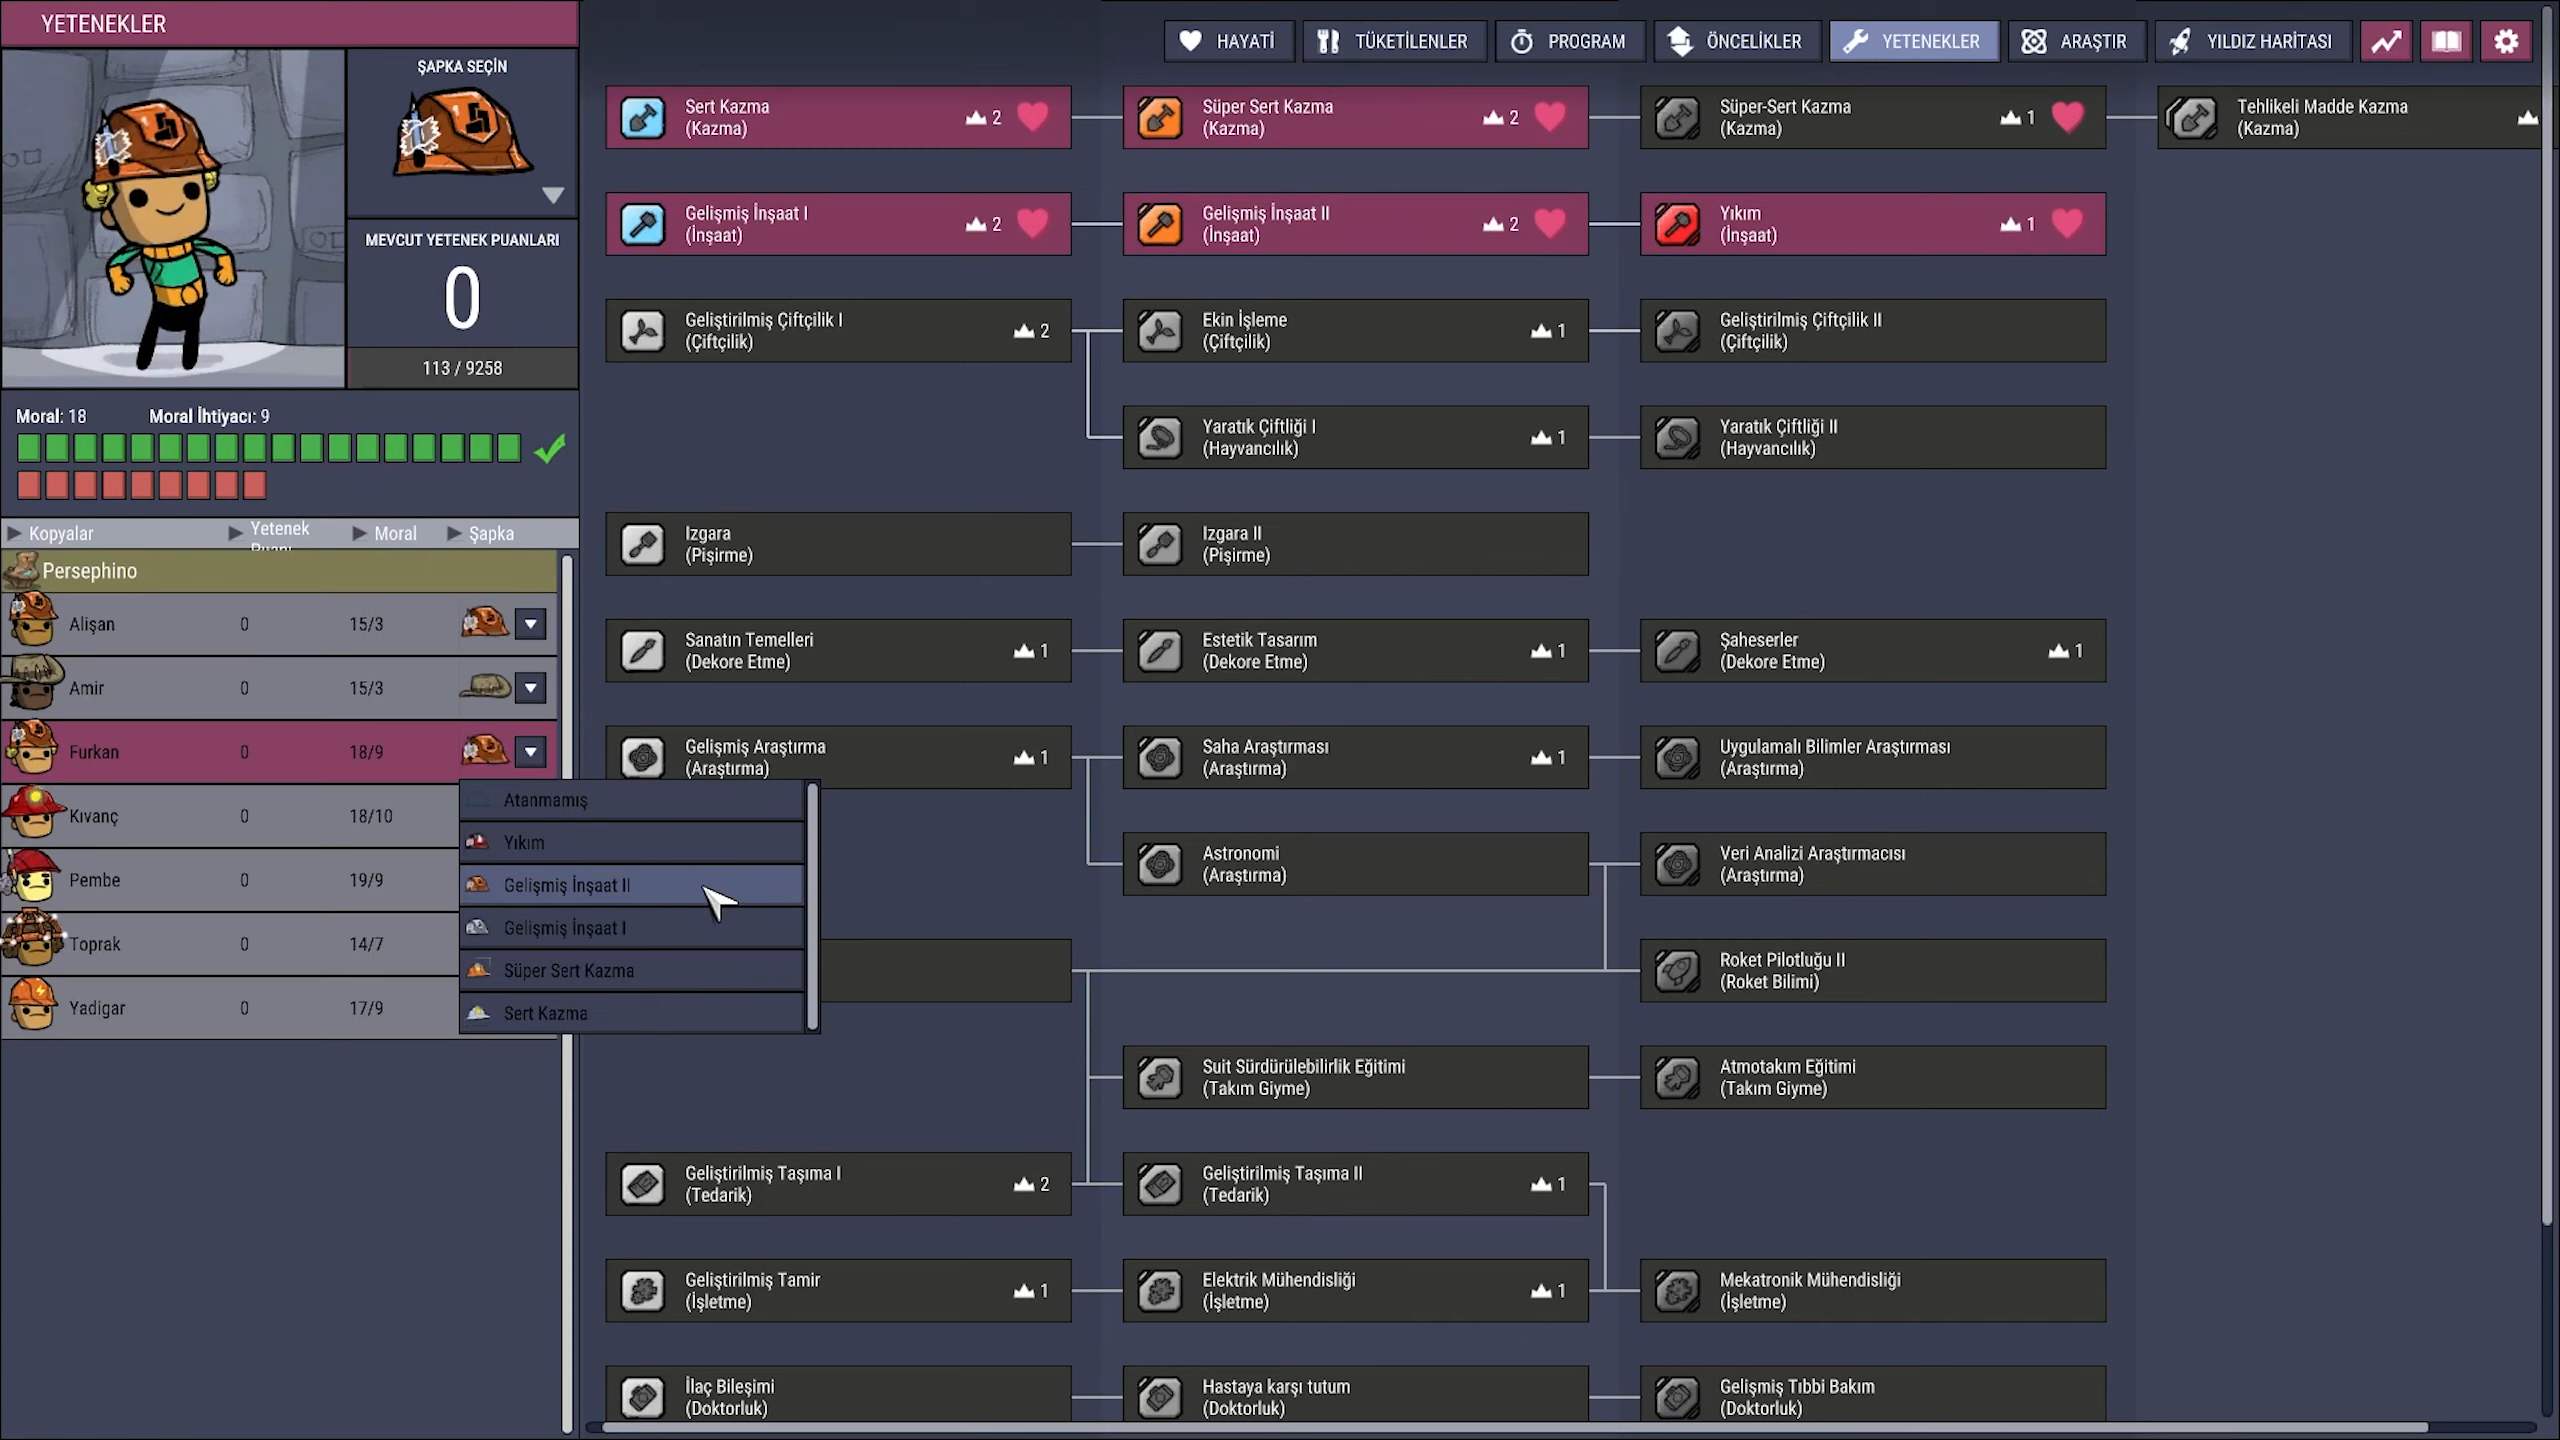 YETENEKLER
HAYATİ
TÜKETİLENLER
PROGRAM
ÖNCELİKLER
YETENEKLER
ARAŞTIR
YILDIZ HARİTASI
ŞAPKA SEÇİN
MEVCUT YETENEK PUANLARI
0
113 / 9258
Moral: 18
Moral İhtiyacı: 9
Kopyalar
Yetenek
Moral
Şapka
Persephino
Alişan 0 15/3
Amir 0 15/3
Furkan 0 18/9
Kıvanç 0 18/10
Pembe 0 19/9
Toprak 0 14/7
Yadigar 0 17/9
Atanmamış
Yıkım
Gelişmiş İnşaat II
Gelişmiş İnşaat I
Süper Sert Kazma
Sert Kazma
Sert Kazma
(Kazma)
2
Süper Sert Kazma
(Kazma)
2
Süper-Sert Kazma
(Kazma)
1
Tehlikeli Madde Kazma
(Kazma)
Gelişmiş İnşaat I
(İnşaat)
2
Gelişmiş İnşaat II
(İnşaat)
2
Yıkım
(İnşaat)
1
Geliştirilmiş Çiftçilik I
(Çiftçilik)
2
Ekin İşleme
(Çiftçilik)
1
Geliştirilmiş Çiftçilik II
(Çiftçilik)
Yaratık Çiftliği I
(Hayvancılık)
1
Yaratık Çiftliği II
(Hayvancılık)
Izgara
(Pişirme)
Izgara II
(Pişirme)
Sanatın Temelleri
(Dekore Etme)
1
Estetik Tasarım
(Dekore Etme)
1
Şaheserler
(Dekore Etme)
1
Gelişmiş Araştırma
(Araştırma)
1
Saha Araştırması
(Araştırma)
1
Uygulamalı Bilimler Araştırması
(Araştırma)
Astronomi
(Araştırma)
Veri Analizi Araştırmacısı
(Araştırma)
Roket Pilotluğu II
(Roket Bilimi)
Suit Sürdürülebilirlik Eğitimi
(Takım Giyme)
Atmotakım Eğitimi
(Takım Giyme)
Geliştirilmiş Taşıma I
(Tedarik)
2
Geliştirilmiş Taşıma II
(Tedarik)
1
Geliştirilmiş Tamir
(İşletme)
1
Elektrik Mühendisliği
(İşletme)
1
Mekatronik Mühendisliği
(İşletme)
İlaç Bileşimi
(Doktorluk)
Hastaya karşı tutum
(Doktorluk)
Gelişmiş Tıbbi Bakım
(Doktorluk)